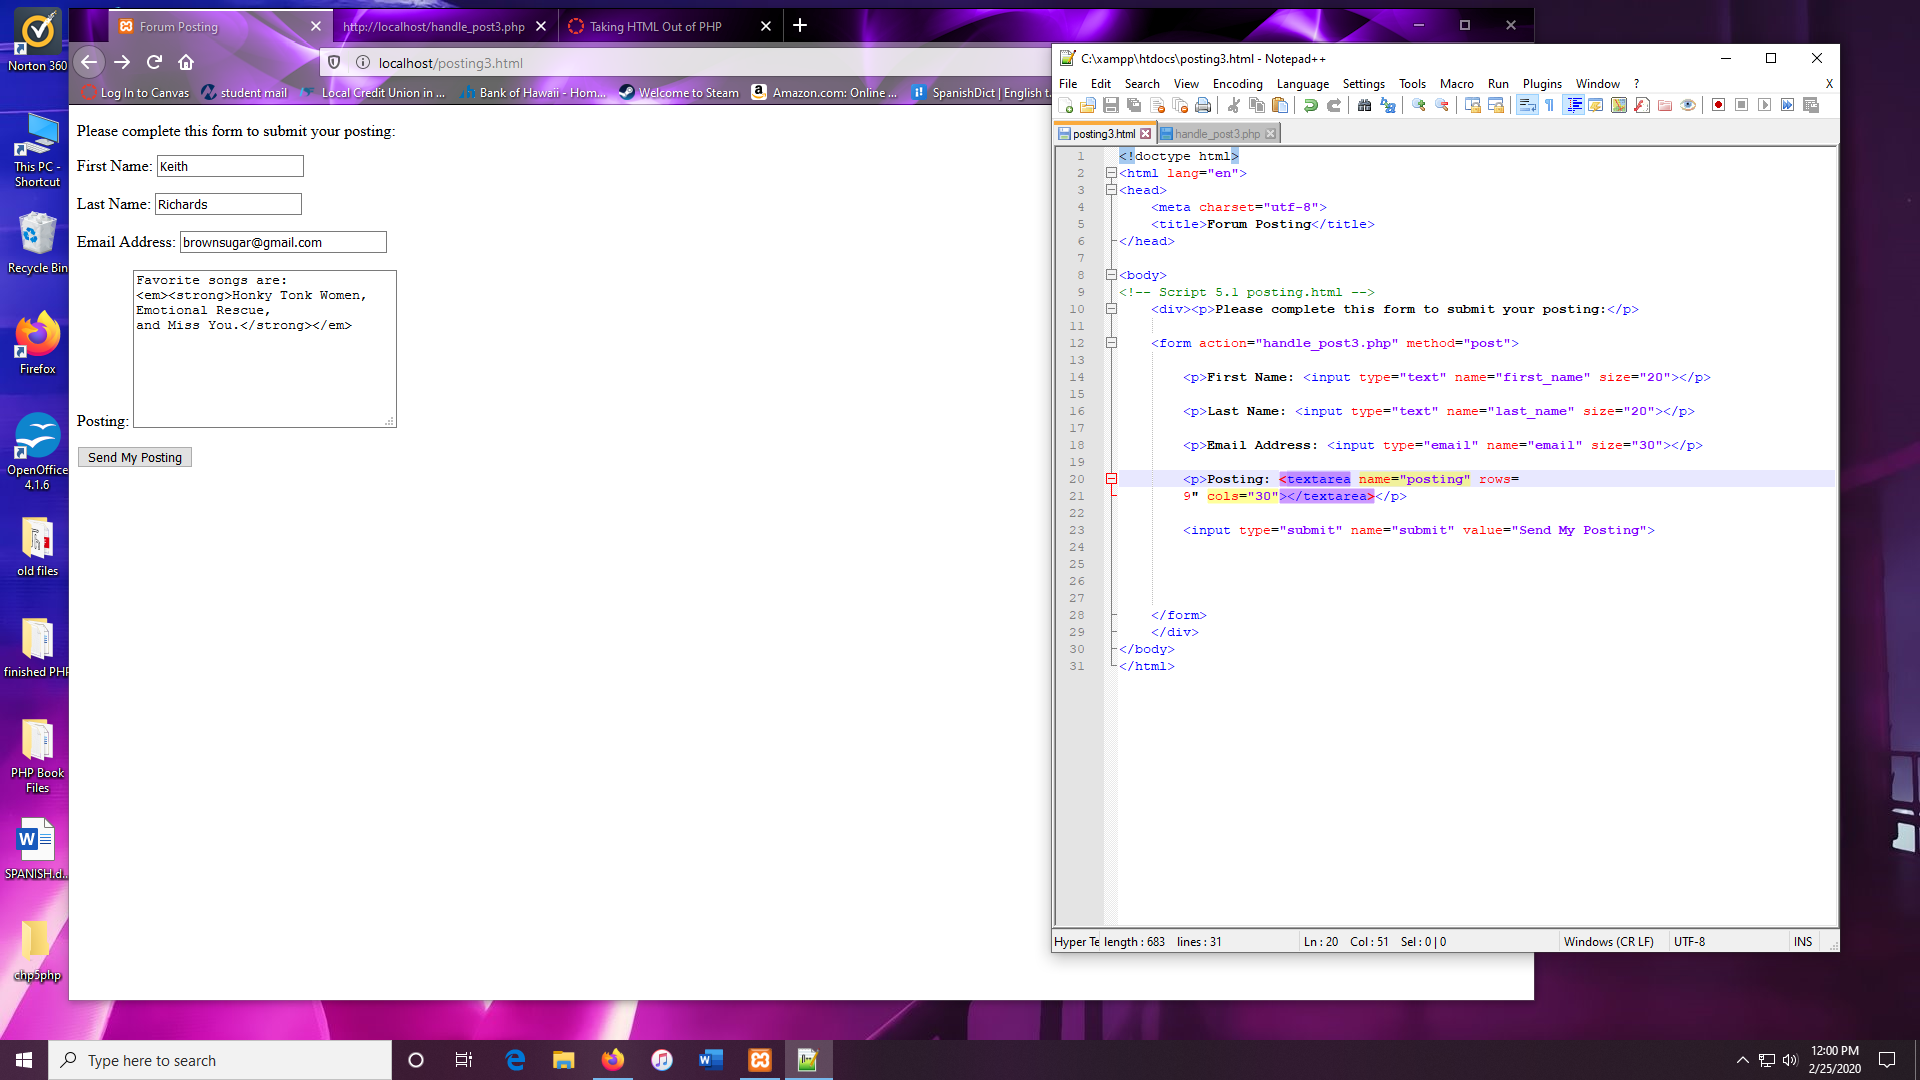 Norton 360
This PC -
Shortcut
Recycle Bin
Firefox
OpenOffice
4.1.6
old files
finished PHP
PHP Book
Files
SPANISH.d...
chp5php
Forum Posting
http://localhost/handle_post3.php
Taking HTML Out of PHP
localhost/posting3.html
Log In to Canvas
student mail
Local Credit Union in ...
Bank of Hawaii - Hom...
Welcome to Steam
Amazon.com: Online ...
SpanishDict | English t
Please complete this form to submit your posting:
First Name: Keith
Last Name: Richards
Email Address: brownsugar@gmail.com
Favorite songs are:
<em><strong>Honky Tonk Women,
Emotional Rescue,
and Miss You.</strong></em>
Posting:
Send My Posting
C:\xampp\htdocs\posting3.html - Notepad++
File Edit Search View Encoding Language Settings Tools Macro Run Plugins Window ? X
posting3.html handle_post3.php
1 <!doctype html>
2 <html lang="en">
3 <head>
4 <meta charset="utf-8">
5 <title>Forum Posting</title>
6 </head>
7
8 <body>
9 <!-- Script 5.1 posting.html -->
10 <div><p>Please complete this form to submit your posting:</p>
11
12 <form action="handle_post3.php" method="post">
13
14 <p>First Name: <input type="text" name="first_name" size="20"></p>
15
16 <p>Last Name: <input type="text" name="last_name" size="20"></p>
17
18 <p>Email Address: <input type="email" name="email" size="30"></p>
19
20 <p>Posting: <textarea name="posting" rows=
21 9" cols="30"></textarea></p>
22
23 <input type="submit" name="submit" value="Send My Posting">
24
25
26
27
28 </form>
29 </div>
30 </body>
31 </html>
Hyper Te length : 683 lines : 31 Ln : 20 Col : 51 Sel : 0 | 0 Windows (CR LF) UTF-8 INS
Type here to search
12:00 PM
2/25/2020